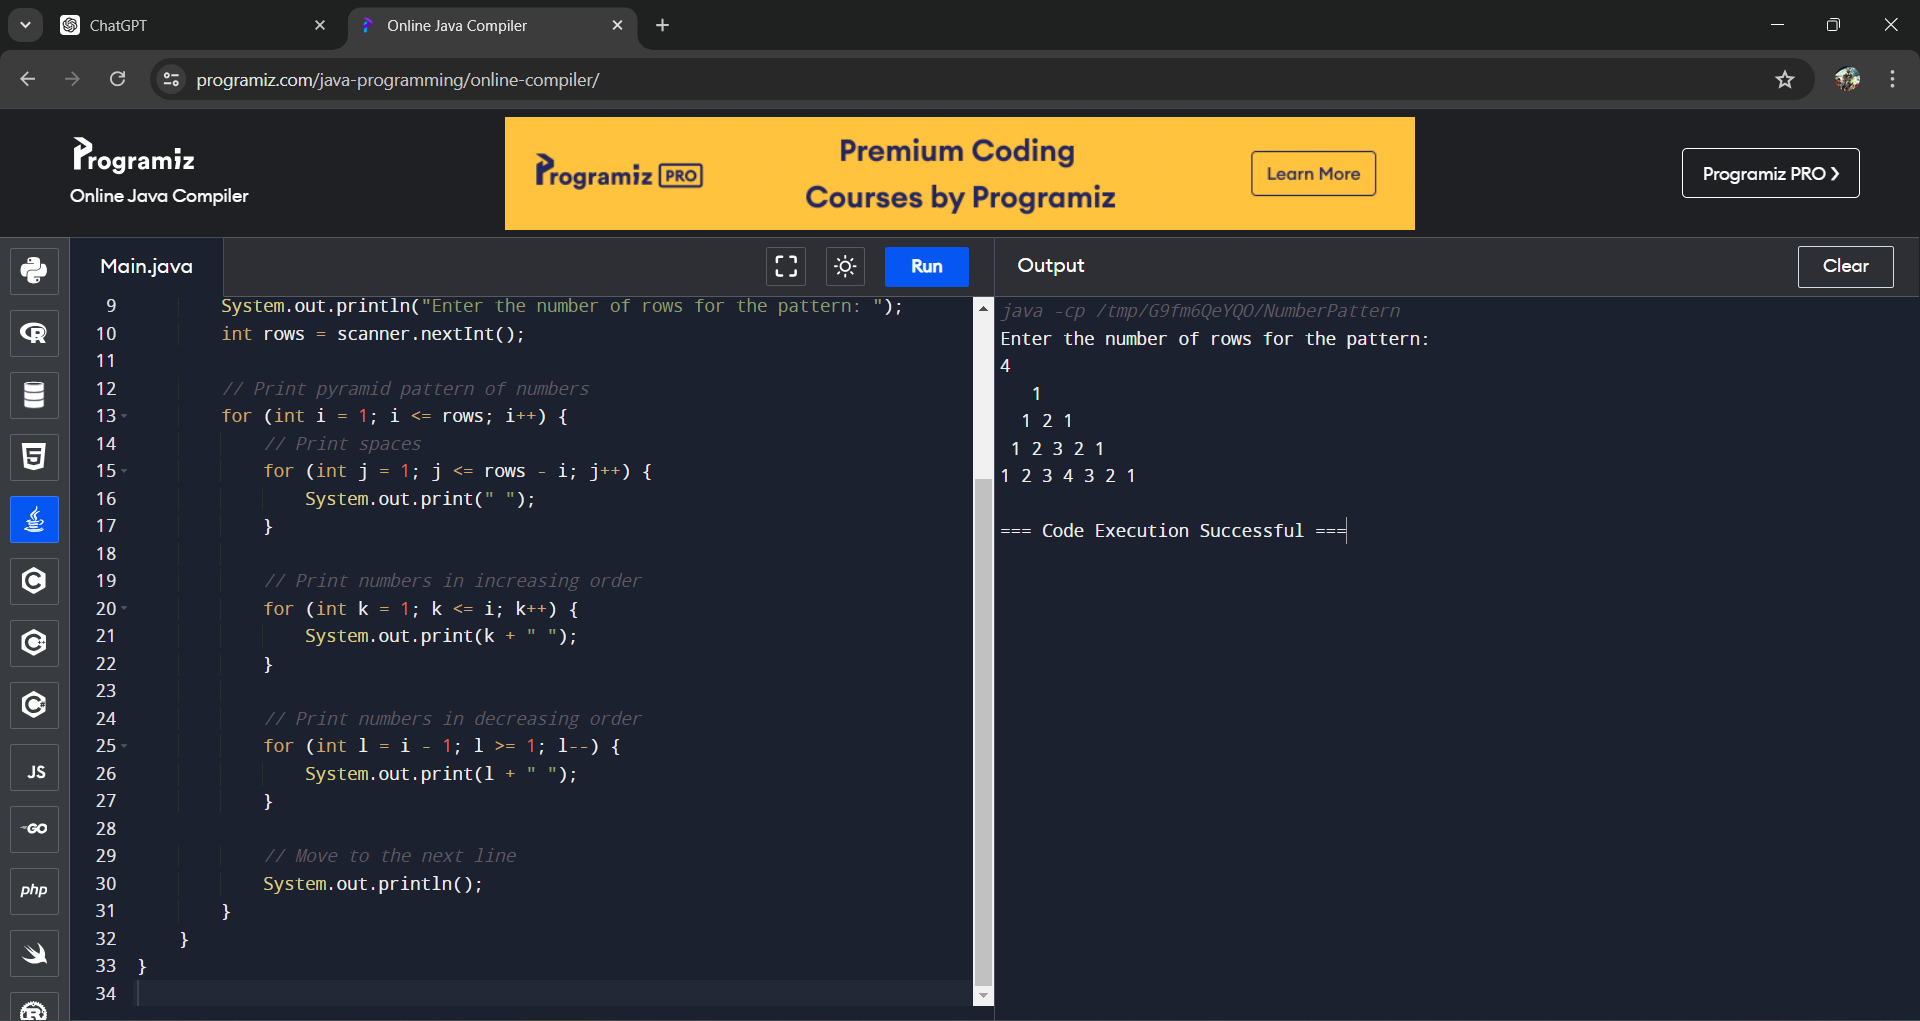 ChatGPT
Online Java Compiler
programiz.com/java-programming/online-compiler/
Programiz
Online Java Compiler
Programiz PRO
Premium Coding
Courses by Programiz
Learn More
Programiz PRO ❯
Main.java
Run
9 System.out.println("Enter the number of rows for the pattern: ");
10 int rows = scanner.nextInt();
11
12 // Print pyramid pattern of numbers
13 for (int i = 1; i <= rows; i++) {
14 // Print spaces
15 for (int j = 1; j <= rows - i; j++) {
16 System.out.print(" ");
17 }
18
19 // Print numbers in increasing order
20 for (int k = 1; k <= i; k++) {
21 System.out.print(k + " ");
22 }
23
24 // Print numbers in decreasing order
25 for (int l = i - 1; l >= 1; l--) {
26 System.out.print(l + " ");
27 }
28
29 // Move to the next line
30 System.out.println();
31 }
32 }
33 }
34
Output
Clear
java -cp /tmp/G9fm6QeYQO/NumberPattern
Enter the number of rows for the pattern:
4
1
1 2 1
1 2 3 2 1
1 2 3 4 3 2 1
=== Code Execution Successful ===
R
5
C
C
C
JS
GO
php
R